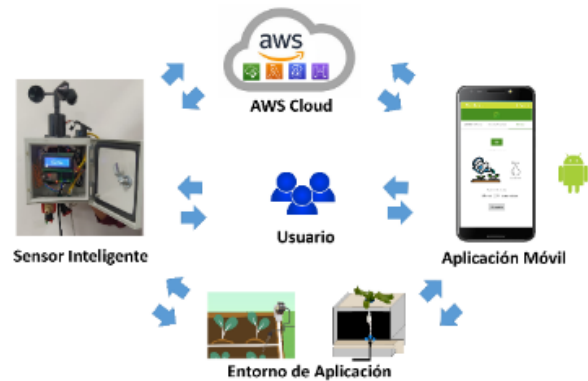 aws
AWS Cloud
Sensor Inteligente
Usuario
Aplicación Móvil
Entorno de Aplicación